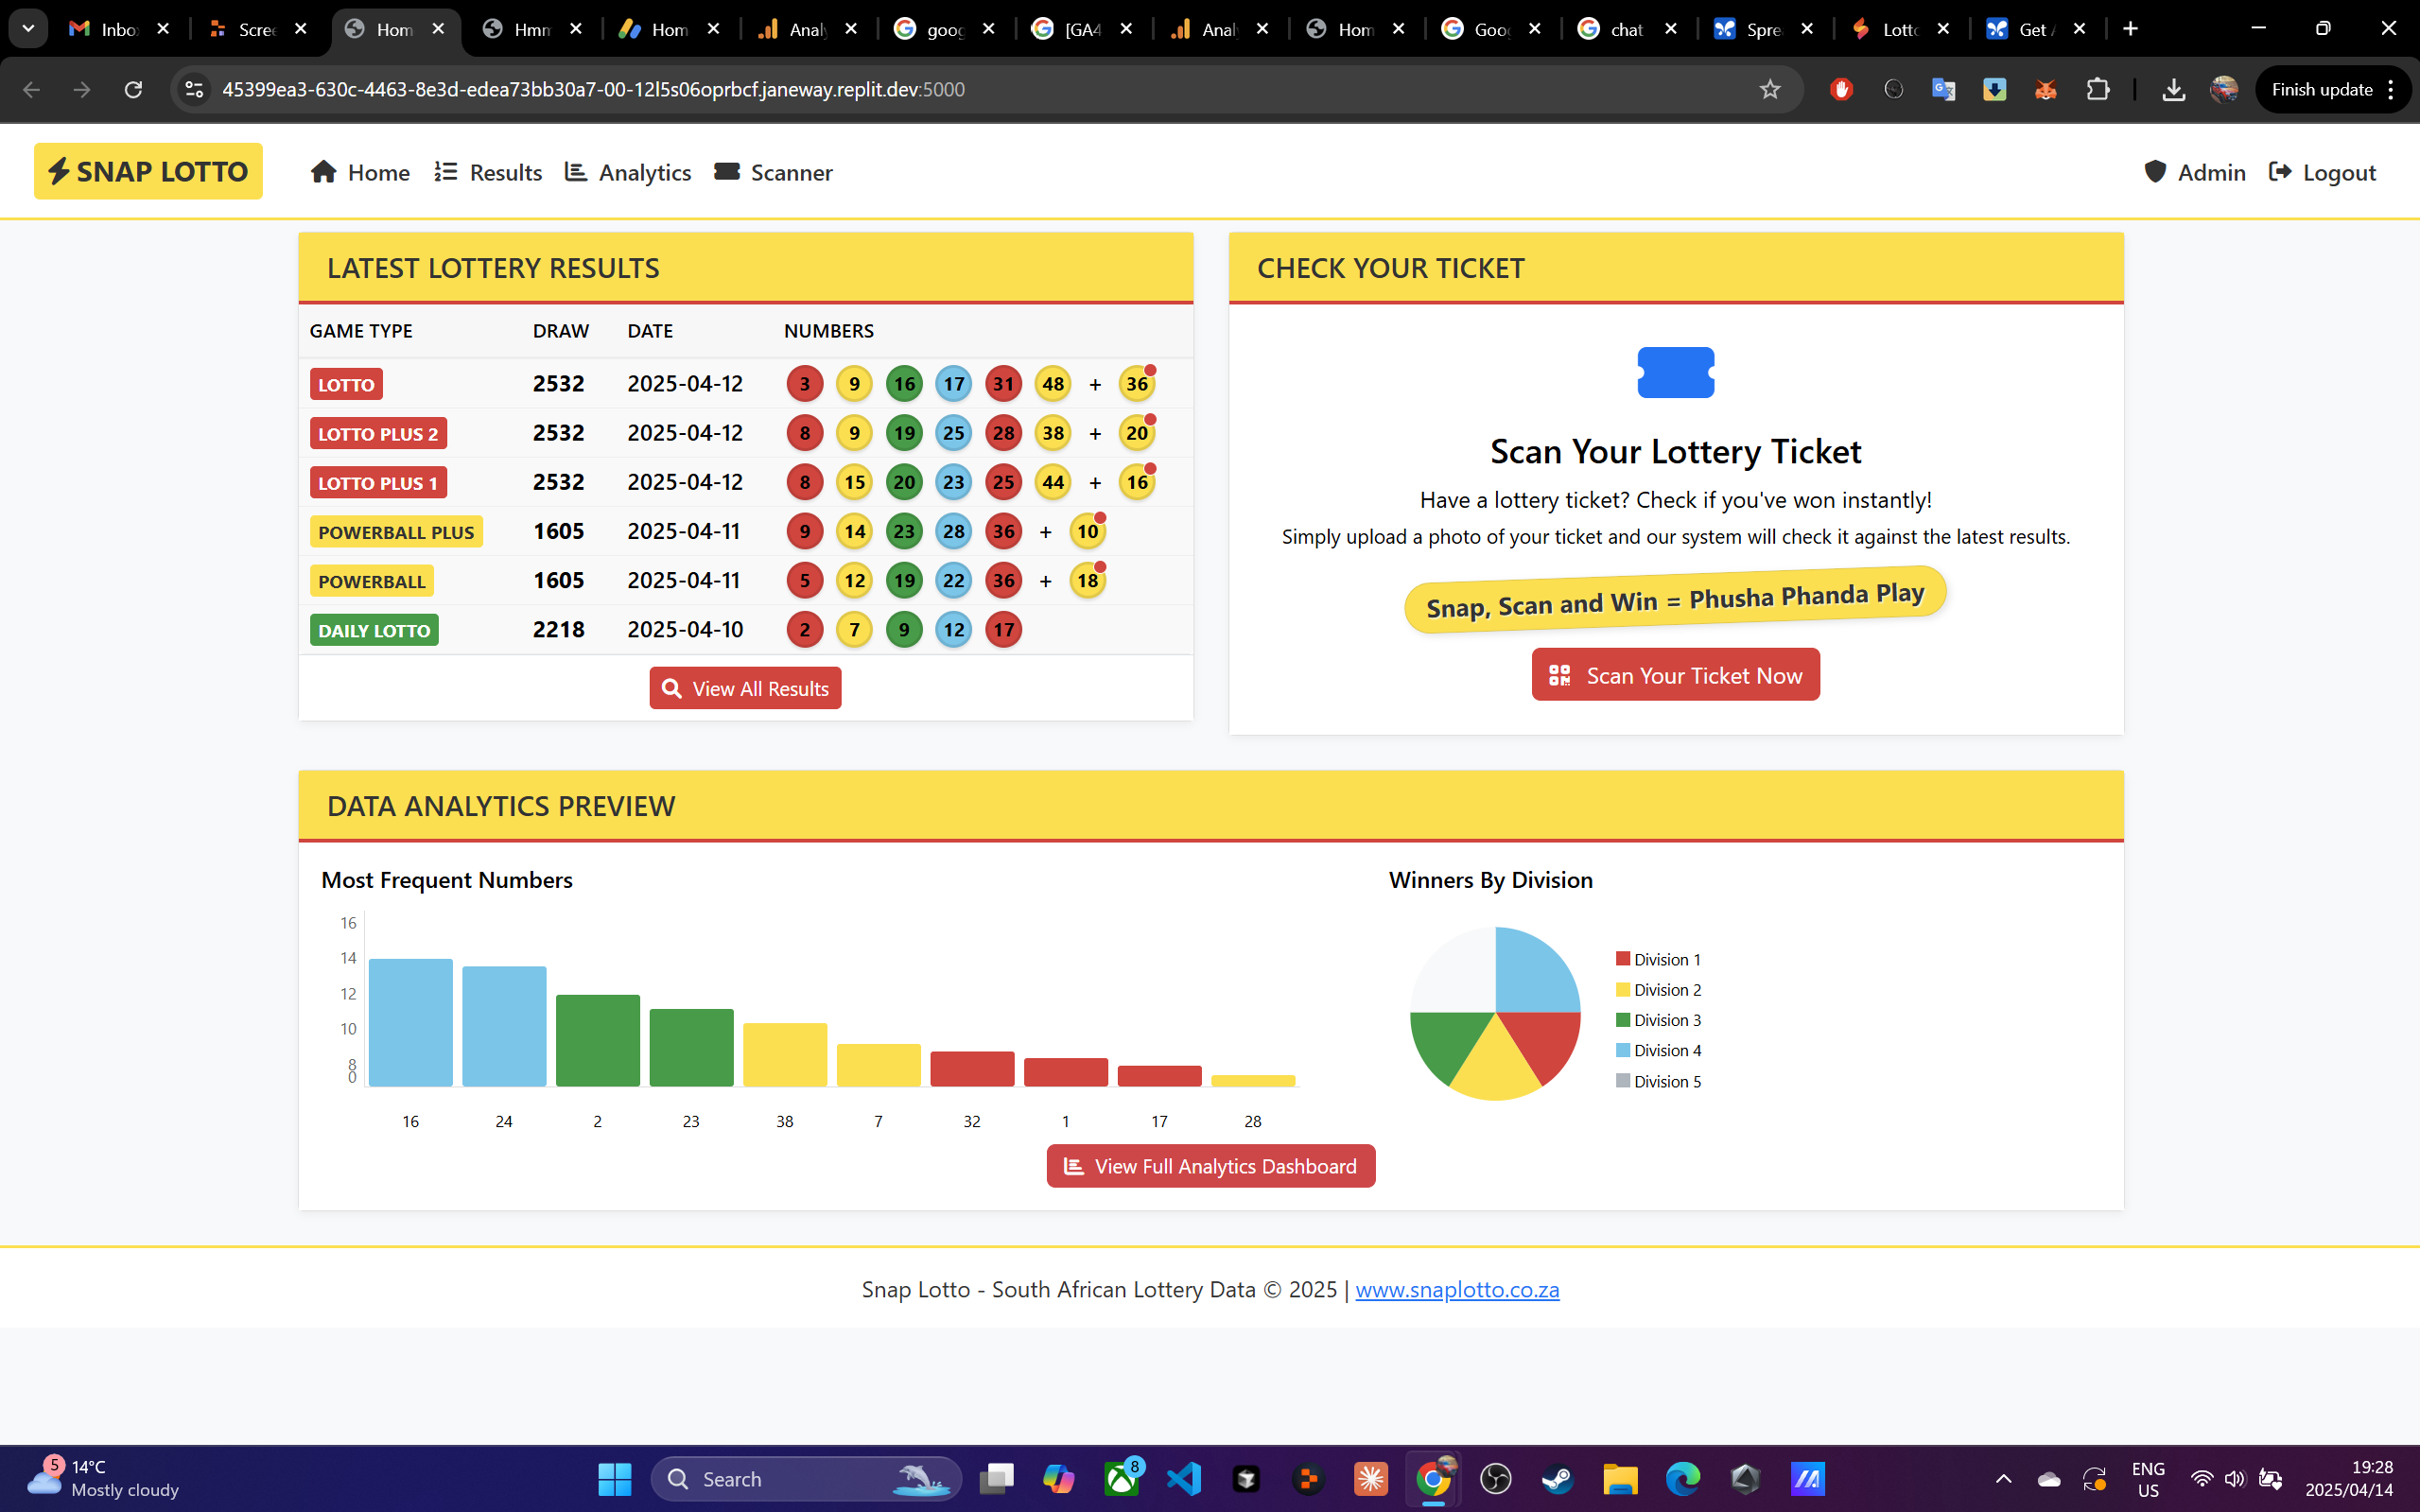 Inbo
Scree
Hom
Hmm
Hom
Analy
goog
[GA4
Analy
Hom
Goog
chat
Spre
Lotto
Get A
45399ea3-630c-4463-8e3d-edea73bb30a7-00-12l5s06oprbcf.janeway.replit.dev:5000
Finish update
SNAP LOTTO
Home
Results
Analytics
Scanner
Admin
Logout
LATEST LOTTERY RESULTS
GAME TYPE DRAW DATE NUMBERS
LOTTO 2532 2025-04-12 3 9 16 17 31 48 + 36
LOTTO PLUS 2 2532 2025-04-12 8 9 19 25 28 38 + 20
LOTTO PLUS 1 2532 2025-04-12 8 15 20 23 25 44 + 16
POWERBALL PLUS 1605 2025-04-11 9 14 23 28 36 + 10
POWERBALL 1605 2025-04-11 5 12 19 22 36 + 18
DAILY LOTTO 2218 2025-04-10 2 7 9 12 17
View All Results
CHECK YOUR TICKET
Scan Your Lottery Ticket
Have a lottery ticket? Check if you've won instantly!
Simply upload a photo of your ticket and our system will check it against the latest results.
Snap, Scan and Win = Phusha Phanda Play
Scan Your Ticket Now
DATA ANALYTICS PREVIEW
Most Frequent Numbers
16
14
12
10
8
0
16 24 2 23 38 7 32 1 17 28
Winners By Division
Division 1
Division 2
Division 3
Division 4
Division 5
View Full Analytics Dashboard
Snap Lotto - South African Lottery Data © 2025 | www.snaplotto.co.za
5
14°C
Mostly cloudy
Search
8
ENG
US
19:28
2025/04/14